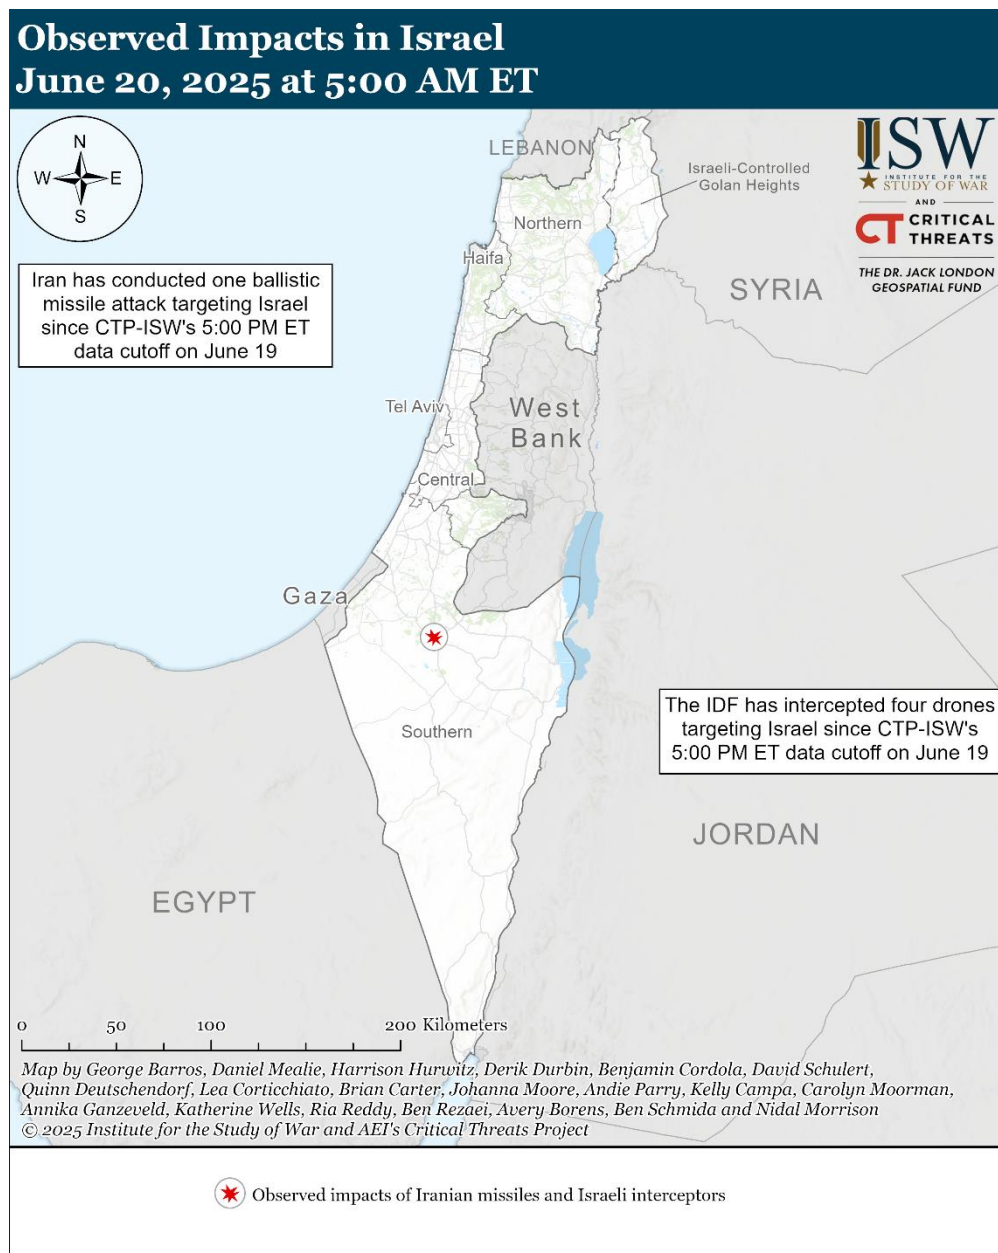 Observed Impacts in Israel
June 20, 2025 at 5:00 AM ET
N
W
E
S
LEBANON
Israeli-Controlled
Golan Heights
ISW
INSTITUTE FOR THE
STUDY OF WAR
AND
CT CRITICAL
THREATS
THE DR. JACK LONDON
GEOSPATIAL FUND
Northern
Haifa
Iran has conducted one ballistic
missile attack targeting Israel
since CTP-ISW's 5:00 PM ET
data cutoff on June 19
SYRIA
Tel Aviv
West
Bank
Central
Gaza
The IDF has intercepted four drones
targeting Israel since CTP-ISW's
5:00 PM ET data cutoff on June 19
Southern
JORDAN
EGYPT
0 50 100 200 Kilometers
Map by George Barros, Daniel Mealie, Harrison Hurwitz, Derik Durbin, Benjamin Cordola, David Schulert,
Quinn Deutschendorf, Lea Corticchiato, Brian Carter, Johanna Moore, Andie Parry, Kelly Campa, Carolyn Moorman,
Annika Ganzeveld, Katherine Wells, Ria Reddy, Ben Rezaei, Avery Borens, Ben Schmida and Nidal Morrison
© 2025 Institute for the Study of War and AEI's Critical Threats Project
Observed impacts of Iranian missiles and Israeli interceptors